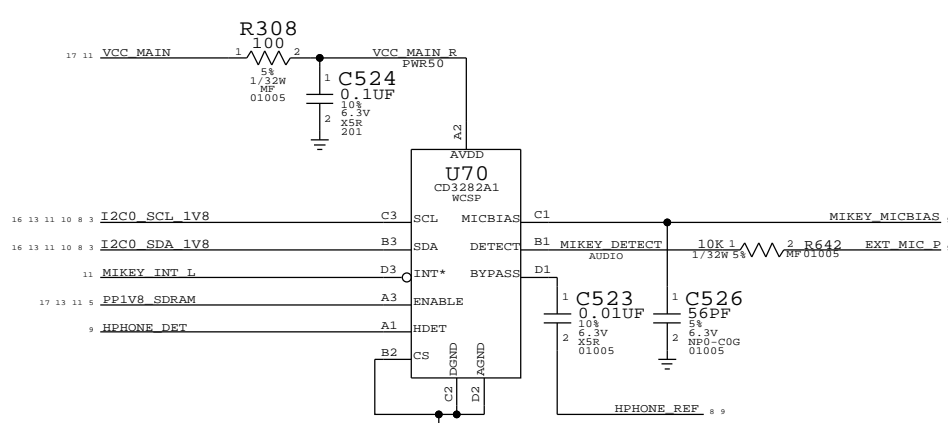 R308
100
17 11 VCC_MAIN 1 2 VCC_MAIN_R
PWR50
5%
1/32W
MF
01005
1 C524
0.1UF
10%
6.3V
2 X5R
201
A2
AVDD
U70
CD3282A1
WCSP
16 13 11 10 8 3 I2C0_SCL_1V8 C3 SCL MICBIAS C1 MIKEY_MICBIAS
16 13 11 10 8 3 I2C0_SDA_1V8 B3 SDA DETECT B1 MIKEY_DETECT 10K 1 2 R642 EXT_MIC_P
AUDIO 1/32W 5% MF 01005
11 MIKEY_INT_L D3 INT* BYPASS D1
17 13 11 5 PP1V8_SDRAM A3 ENABLE
9 HPHONE_DET A1 HDET
B2 CS
DGND AGND
C2 D2
1 C523
0.01UF
10%
6.3V
2 X5R
01005
1 C526
56PF
5%
6.3V
2 NP0-C0G
01005
HPHONE_REF 8 9